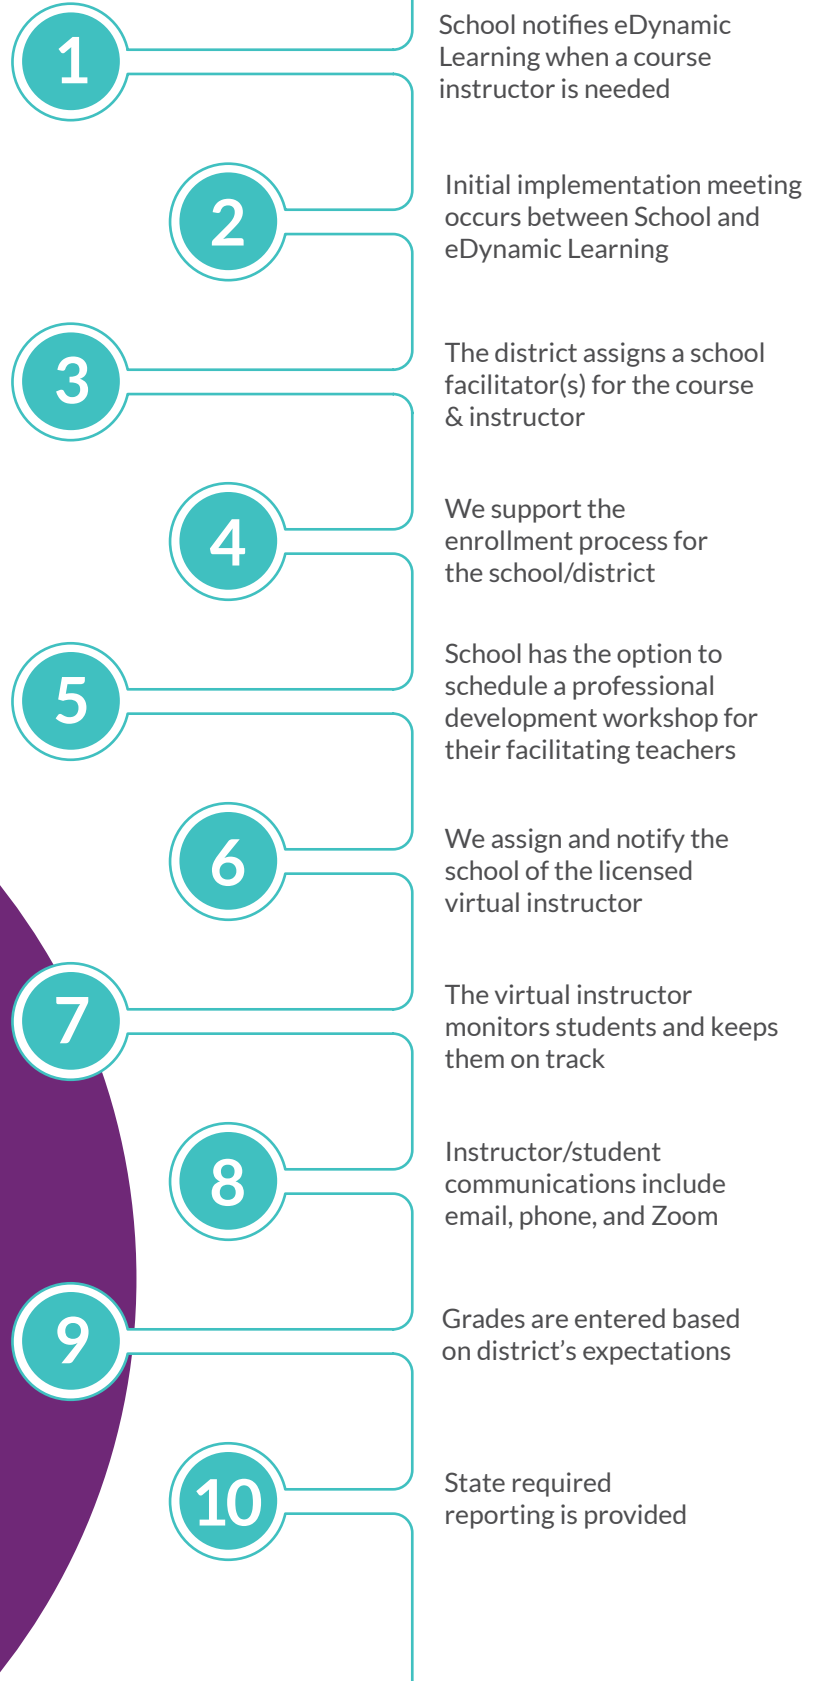 1
School notifies eDynamic
Learning when a course
instructor is needed
2
Initial implementation meeting
occurs between School and
eDynamic Learning
3
The district assigns a school
facilitator(s) for the course
& instructor
4
We support the
enrollment process for
the school/district
5
School has the option to
schedule a professional
development workshop for
their facilitating teachers
6
We assign and notify the
school of the licensed
virtual instructor
7
The virtual instructor
monitors students and keeps
them on track
8
Instructor/student
communications include
email, phone, and Zoom
9
Grades are entered based
on district’s expectations
10
State required
reporting is provided